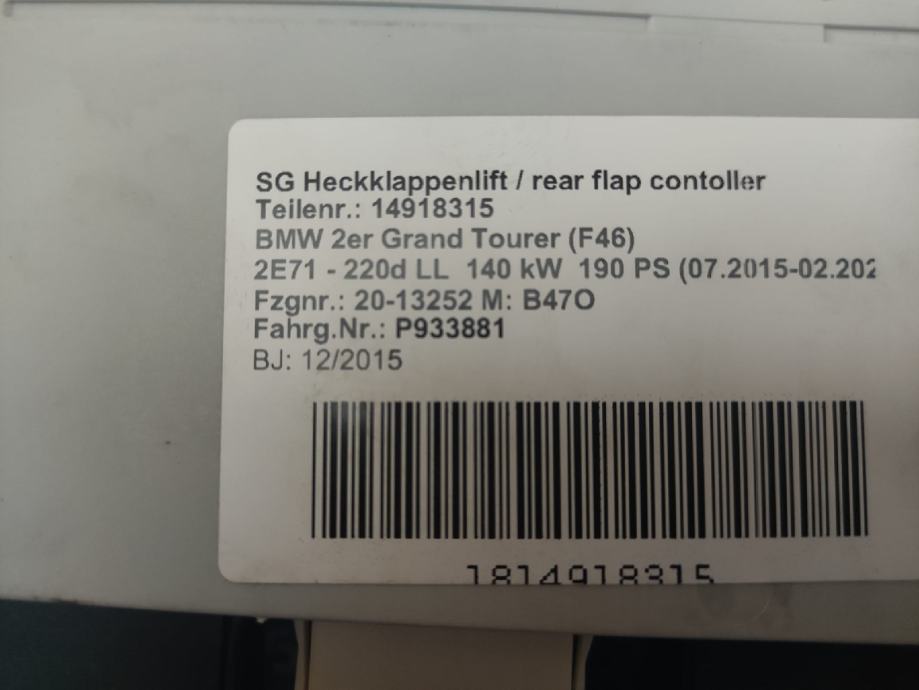 SG Heckklappenlift / rear flap contoller
Teilenr.: 14918315
BMW 2er Grand Tourer (F46)
2E71 - 220d LL 140 kW 190 PS (07.2015-02.202
Fzgnr.: 20-13252 M: B47O
Fahrg.Nr.: P933881
BJ: 12/2015
1814918315